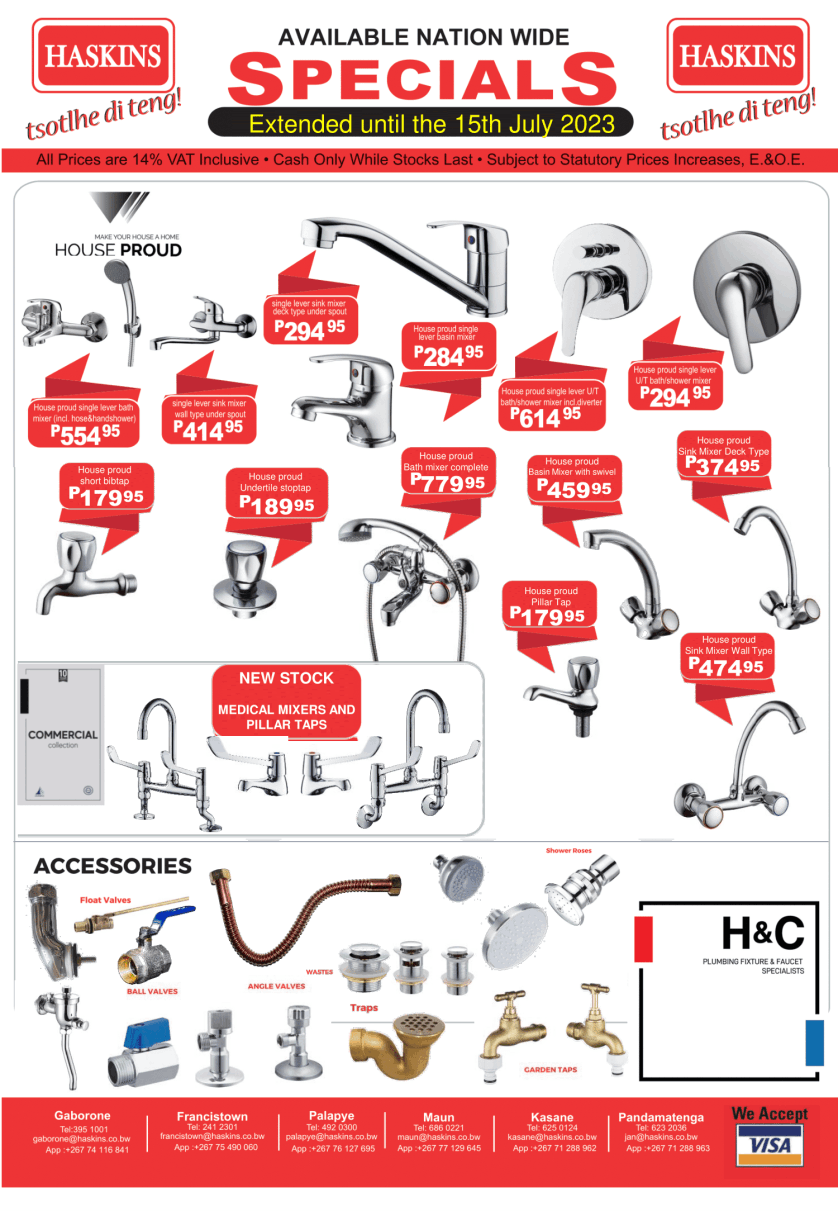 HASKINS
tsotlhe di teng!
AVAILABLE NATION WIDE
SPECIALS
Extended until the 15th July 2023
HASKINS
tsotlhe di teng!
All Prices are 14% VAT Inclusive • Cash Only While Stocks Last • Subject to Statutory Prices Increases, E.&O.E.
MAKE YOUR HOUSE A HOME
HOUSE PROUD
single lever sink mixer
deck type under spout
P294 95
House proud single
lever basin mixer
P284 95
House proud single lever U/T
bath/shower mixer incl.diverter
P614 95
House proud single lever
U/T bath/shower mixer
P294 95
House proud single lever bath
mixer (incl. hose&handshower)
P554 95
single lever sink mixer
wall type under spout
P414 95
House proud
short bibtap
P179 95
House proud
Undertile stoptap
P189 95
House proud
Bath mixer complete
P779 95
House proud
Basin Mixer with swivel
P459 95
House proud
Sink Mixer Deck Type
P374 95
House proud
Pillar Tap
P179 95
House proud
Sink Mixer Wall Type
P474 95
10
COMMERCIAL
collection
NEW STOCK
MEDICAL MIXERS AND
PILLAR TAPS
ACCESSORIES
Float Valves
BALL VALVES
ANGLE VALVES
WASTES
Shower Roses
Traps
GARDEN TAPS
H&C
PLUMBING FIXTURE & FAUCET
SPECIALISTS
Gaborone
Tel:395 1001
gaborone@haskins.co.bw
App :+267 74 116 841
Francistown
Tel: 241 2301
francistown@haskins.co.bw
App :+267 75 490 060
Palapye
Tel: 492 0300
palapye@haskins.co.bw
App :+267 76 127 695
Maun
Tel: 686 0221
maun@haskins.co.bw
App :+267 77 129 645
Kasane
Tel: 625 0124
kasane@haskins.co.bw
App :+267 71 288 962
Pandamatenga
Tel: 623 2036
jan@haskins.co.bw
App :+267 71 288 963
We Accept
VISA